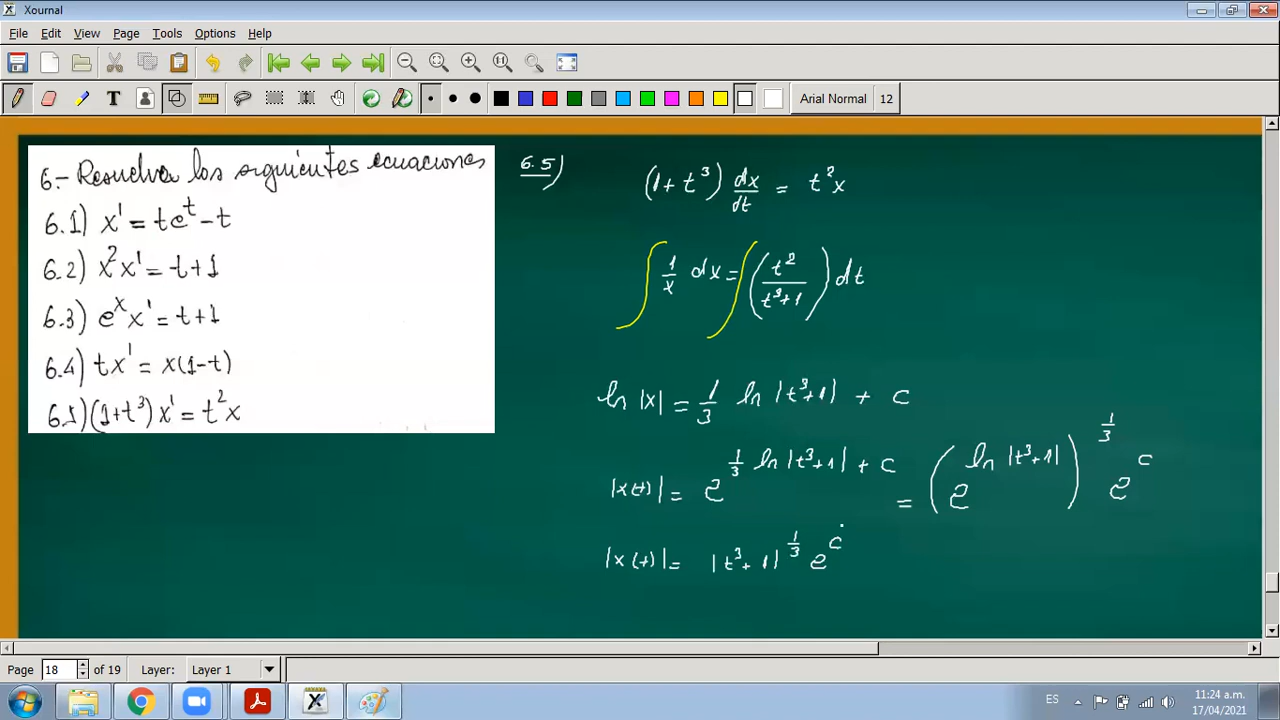 Xournal
File Edit View Page Tools Options Help
Arial Normal 12
6.- Resuelva los siguientes ecuaciones
6.1) x' = te^t - t
6.2) x^2 x' = t+1
6.3) e^x x' = t+1
6.4) tx' = x(1-t)
6.5) (1+t^3) x' = t^2 x
6.5)
(1+t^3) dx/dt = t^2 x
∫ 1/x dx = ∫ (t^2/(t^3+1)) dt
ln |x| = 1/3 ln |t^3+1| + c
|x(t)| = e^(1/3 ln |t^3+1| + c) = (e^(ln |t^3+1|))^(1/3) e^c
|x(t)| = |t^3+1|^(1/3) e^c
Page 18 of 19 Layer: Layer 1
ES 11:24 a.m.
17/04/2021